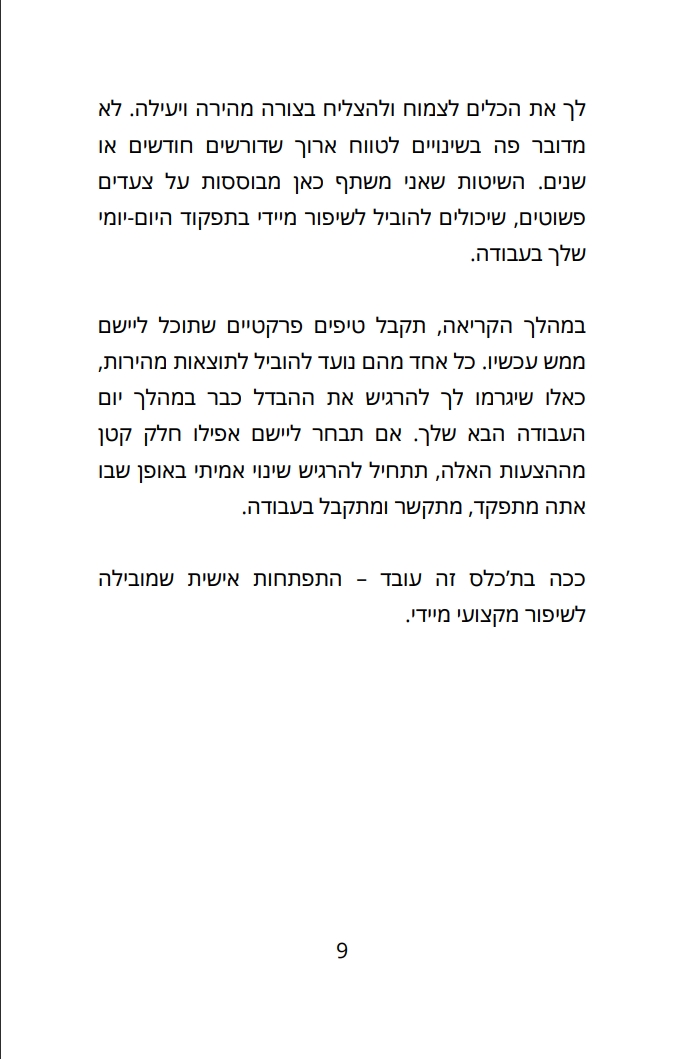 לך את הכלים לצמוח ולהצליח בצורה מהירה ויעילה. לא
מדובר פה בשינויים לטווח ארוך שדורשים חודשים או
שנים. השיטות שאני משתף כאן מבוססות על צעדים
פשוטים, שיכולים להוביל לשיפור מיידי בתפקוד היום-יומי
שלך בעבודה.
במהלך הקריאה, תקבל טיפים פרקטיים שתוכל ליישם
ממש עכשיו. כל אחד מהם נועד להוביל לתוצאות מהירות,
כאלו שיגרמו לך להרגיש את ההבדל כבר במהלך יום
העבודה הבא שלך. אם תבחר ליישם אפילו חלק קטן
מההצעות האלה, תתחיל להרגיש שינוי אמיתי באופן שבו
אתה מתפקד, מתקשר ומתקבל בעבודה.
ככה בת’כלס זה עובד – התפתחות אישית שמובילה
לשיפור מקצועי מיידי.
9